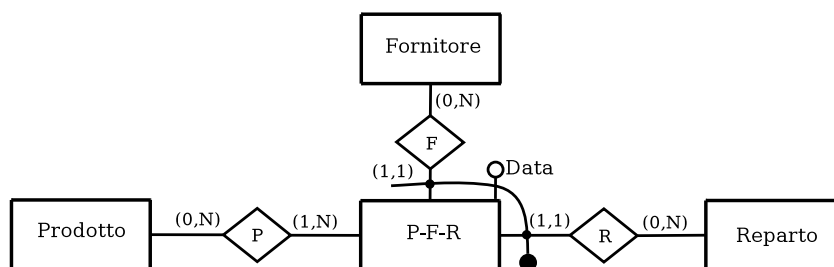 Fornitore
(0,N)
F
(1,1)
Data
Prodotto
(0,N)
P
(1,N)
P-F-R
(1,1)
R
(0,N)
Reparto